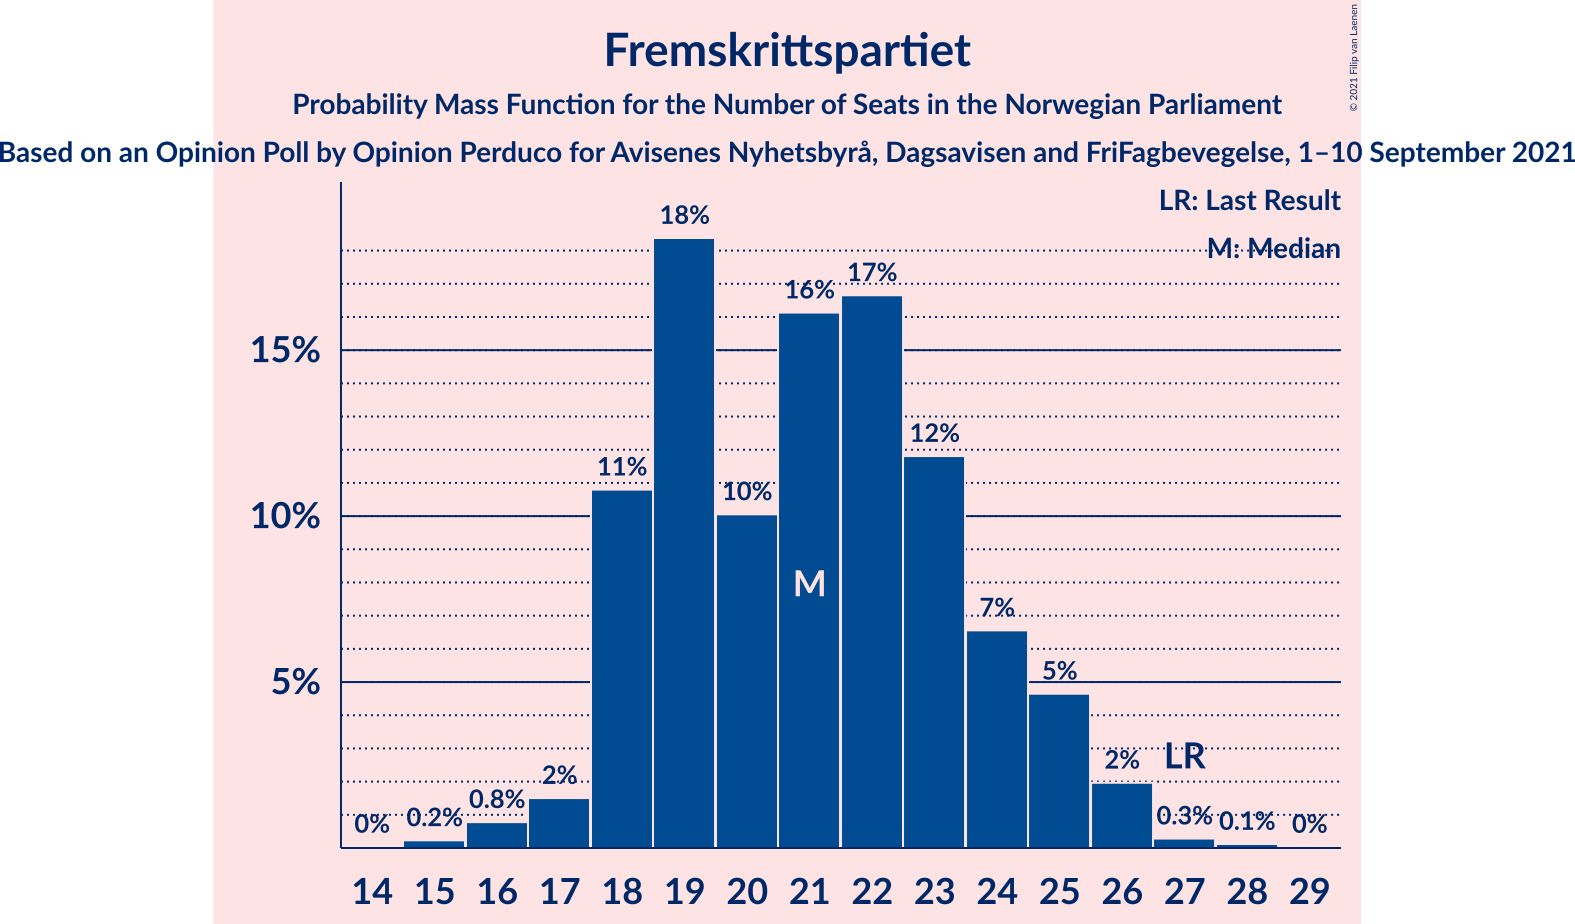 Fremskrittspartiet
Probability Mass Function for the Number of Seats in the Norwegian Parliament
Based on an Opinion Poll by Opinion Perduco for Avisenes Nyhetsbyrå, Dagsavisen and FriFagbevegelse, 1–10 September 2021
© 2021 Filip van Laenen
LR: Last Result
M: Median
15%
10%
5%
0%
0.2%
0.8%
2%
11%
18%
10%
16%
17%
12%
7%
5%
2%
0.3%
0.1%
0%
M
LR
14 15 16 17 18 19 20 21 22 23 24 25 26 27 28 29